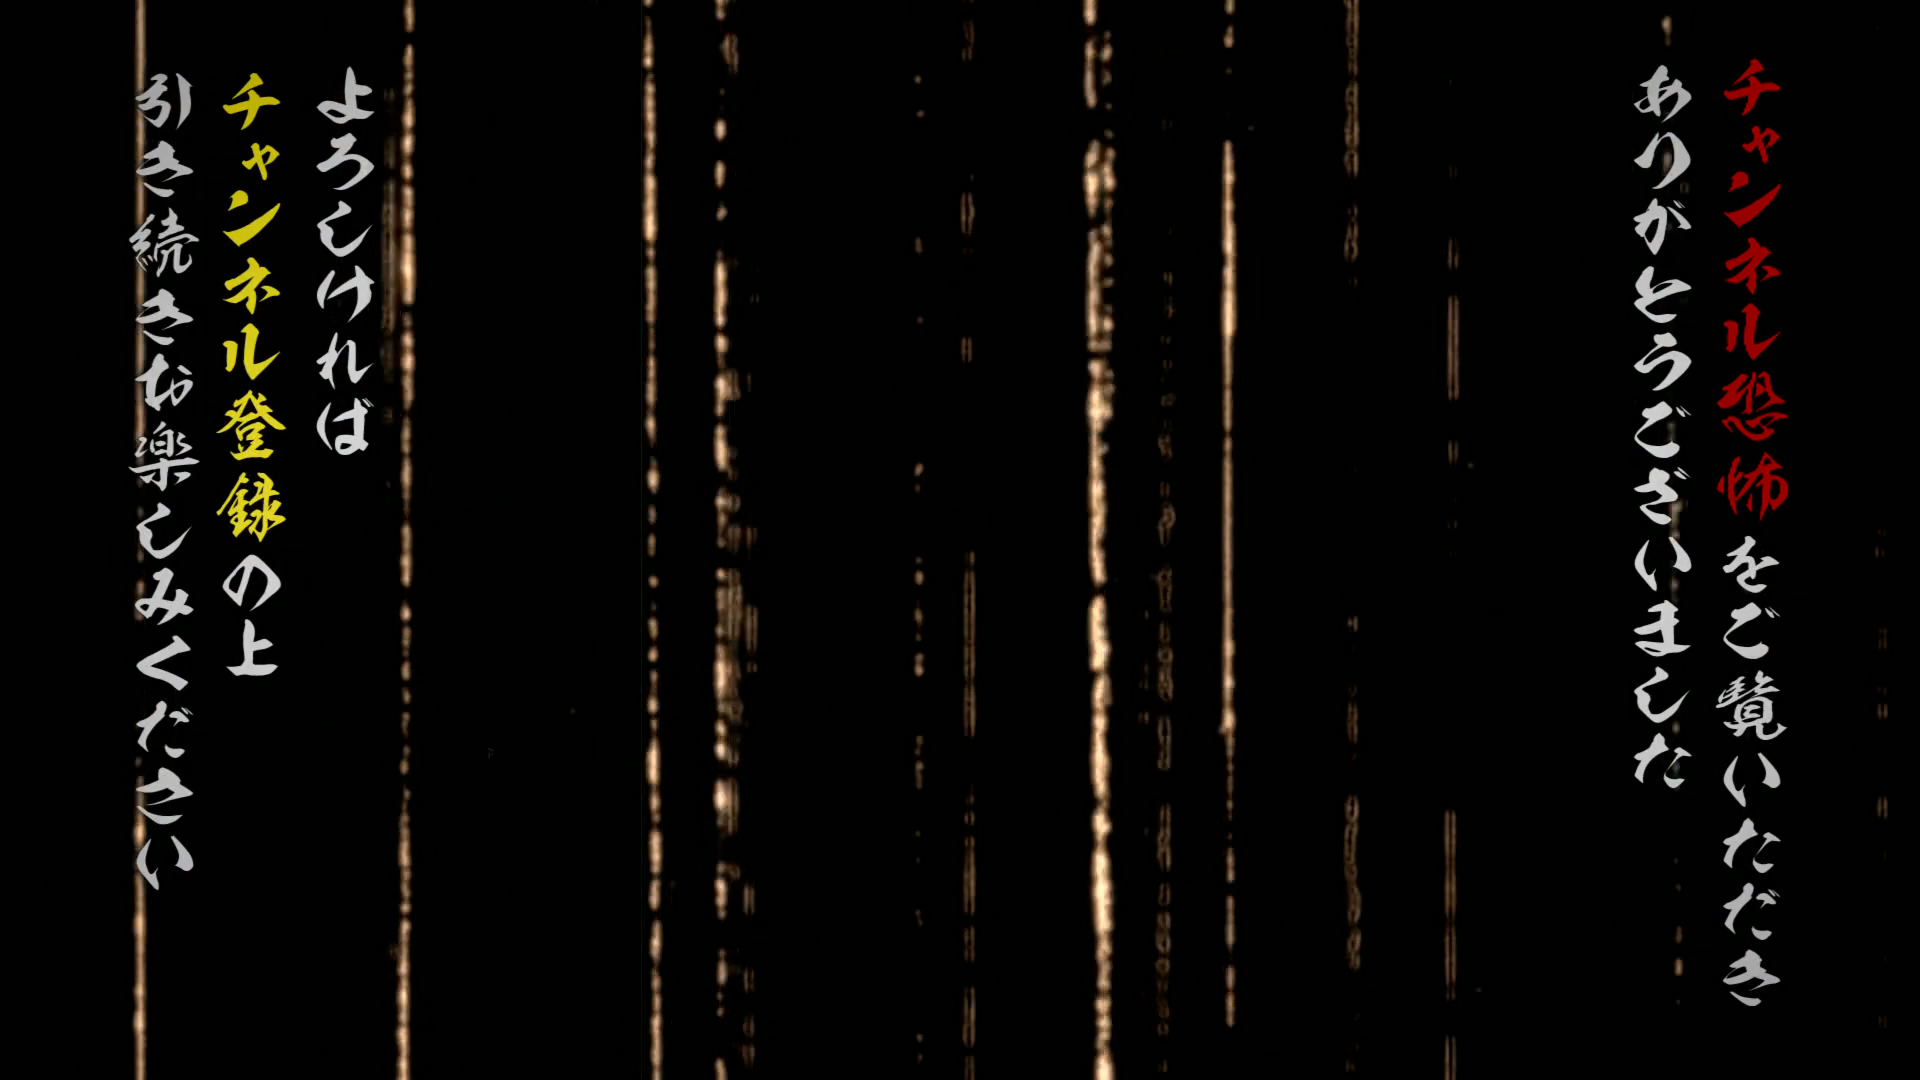 チャンネル恐怖をご覧いただき
ありがとうございました
よろしければ
チャンネル登録の上
引き続きお楽しみください